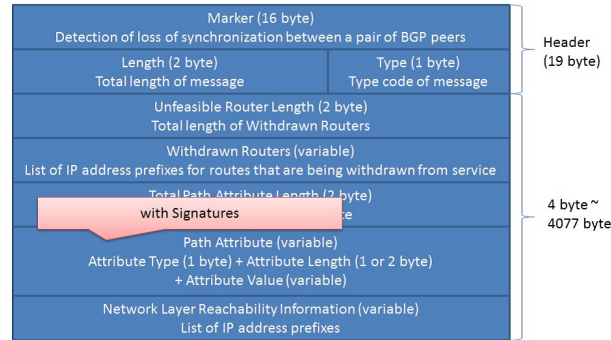 Marker (16 byte)
Detection of loss of synchronization between a pair of BGP peers
Header
(19 byte)
Length (2 byte)
Total length of message
Type (1 byte)
Type code of message
Unfeasible Router Length (2 byte)
Total length of Withdrawn Routers
Withdrawn Routers (variable)
List of IP address prefixes for routes that are being withdrawn from service
Total Path Attribute Length (2 byte)
with Signatures
4 byte ~
4077 byte
Path Attribute (variable)
Attribute Type (1 byte) + Attribute Length (1 or 2 byte)
+ Attribute Value (variable)
Network Layer Reachability Information (variable)
List of IP address prefixes